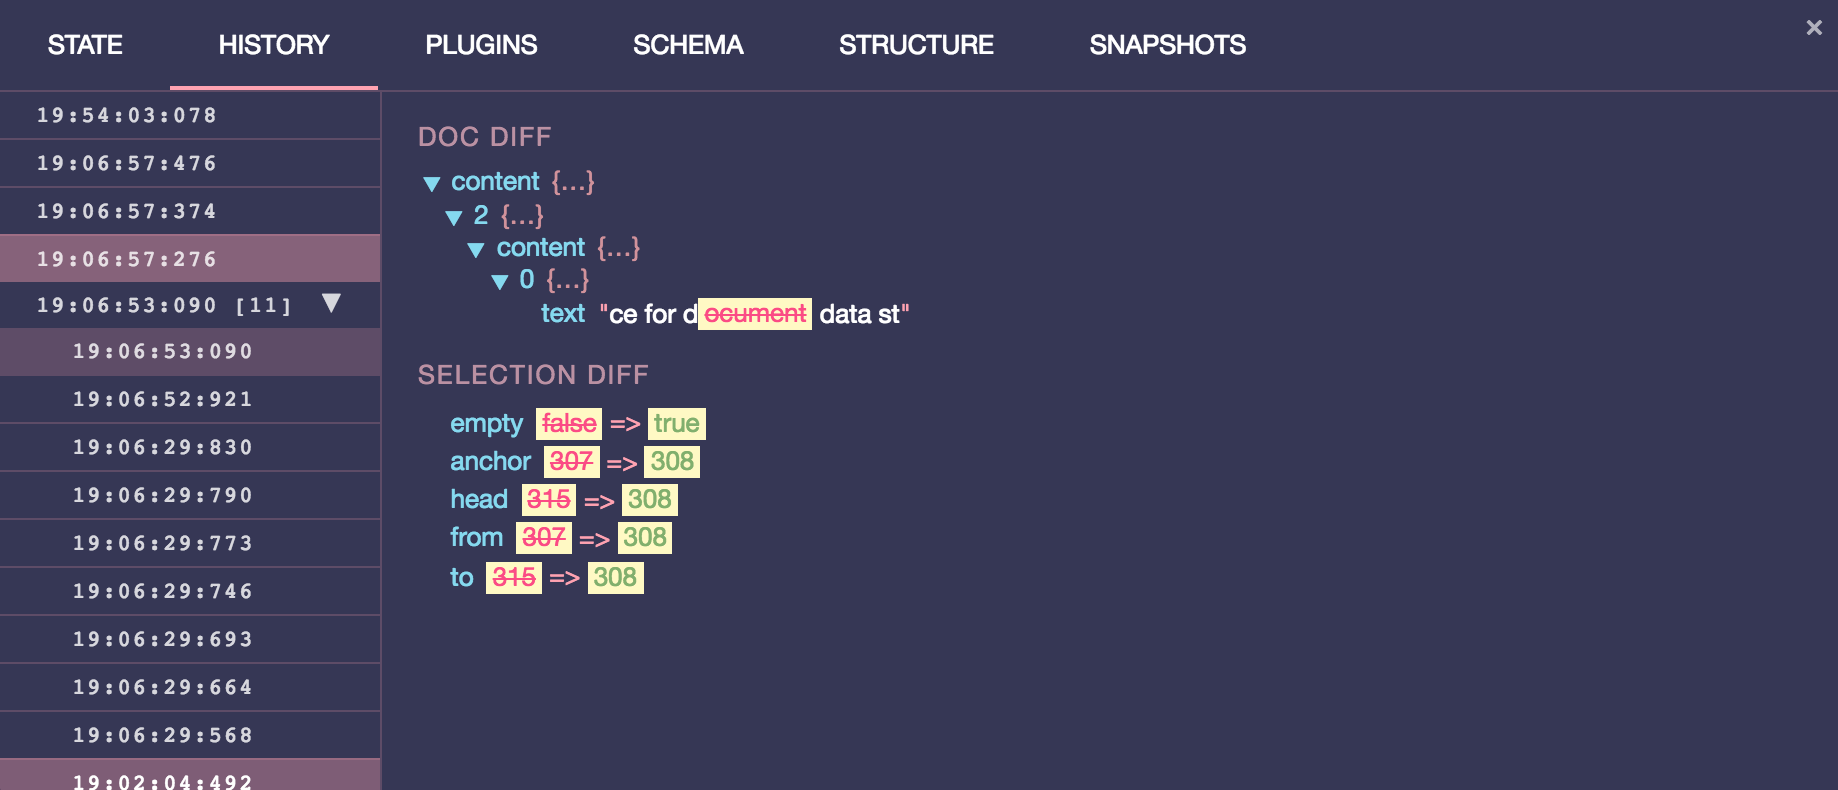 STATE HISTORY PLUGINS SCHEMA STRUCTURE SNAPSHOTS ×
19:54:03:078
19:06:57:476
19:06:57:374
19:06:57:276
19:06:53:090 [11] ▼
19:06:53:090
19:06:52:921
19:06:29:830
19:06:29:790
19:06:29:773
19:06:29:746
19:06:29:693
19:06:29:664
19:06:29:568
19:02:04:492
DOC DIFF
▼ content {...}
▼ 2 {...}
▼ content {...}
▼ 0 {...}
text "ce for document data st"
SELECTION DIFF
empty false => true
anchor 307 => 308
head 315 => 308
from 307 => 308
to 315 => 308